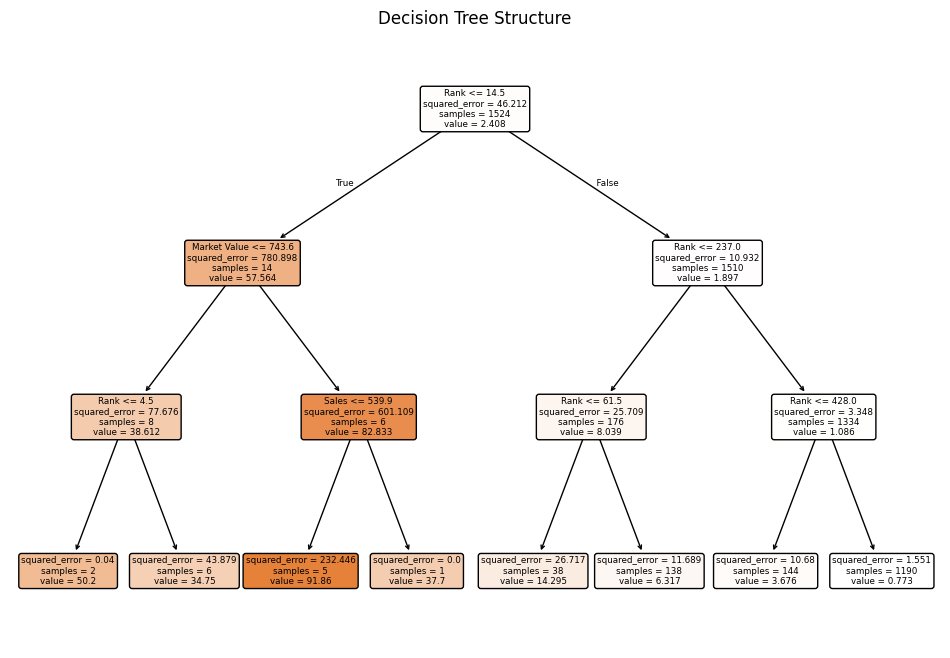 Decision Tree Structure
Rank <= 14.5
squared_error = 46.212
samples = 1524
value = 2.408
True
False
Market Value <= 743.6
squared_error = 780.898
samples = 14
value = 57.564
Rank <= 237.0
squared_error = 10.932
samples = 1510
value = 1.897
Rank <= 4.5
squared_error = 77.676
samples = 8
value = 38.612
Sales <= 539.9
squared_error = 601.109
samples = 6
value = 82.833
Rank <= 61.5
squared_error = 25.709
samples = 176
value = 8.039
Rank <= 428.0
squared_error = 3.348
samples = 1334
value = 1.086
squared_error = 0.04
samples = 2
value = 50.2
squared_error = 43.879
samples = 6
value = 34.75
squared_error = 232.446
samples = 5
value = 91.86
squared_error = 0.0
samples = 1
value = 37.7
squared_error = 26.717
samples = 38
value = 14.295
squared_error = 11.689
samples = 138
value = 6.317
squared_error = 10.68
samples = 144
value = 3.676
squared_error = 1.551
samples = 1190
value = 0.773